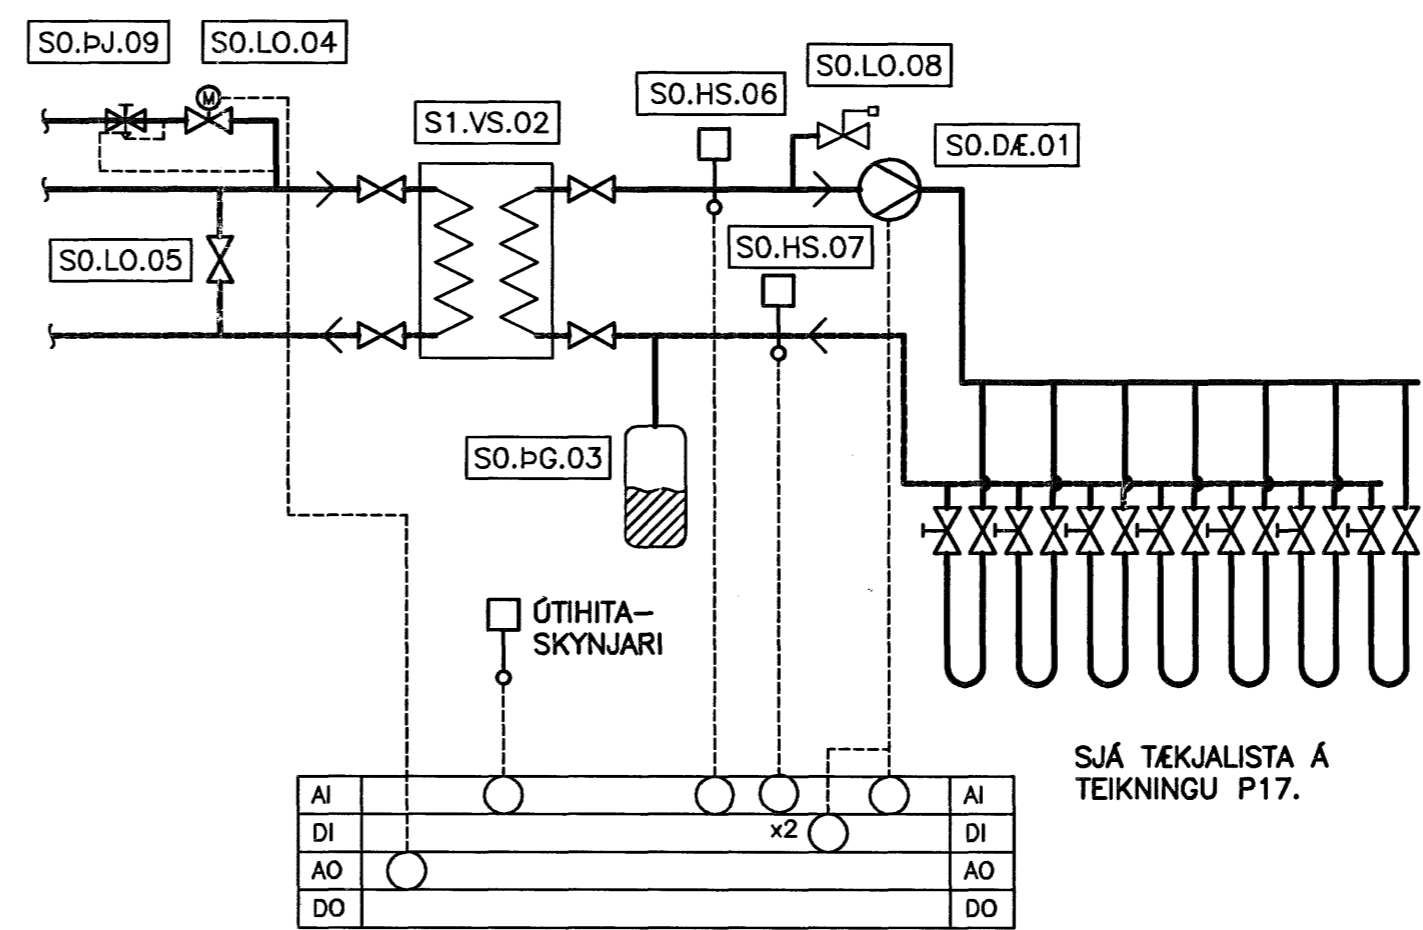 S0.ÞJ.09
S0.LO.04
S0.LO.08
S0.HS.06
S1.VS.02
S0.DÆ.01
M
S0.HS.07
S0.LO.05
S0.ÞG.03
ÚTIHITA–
SKYNJARI
SJÁ TÆKJALISTA Á
TEIKNINGU P17.
AI AI
DI x2 DI
AO AO
DO DO